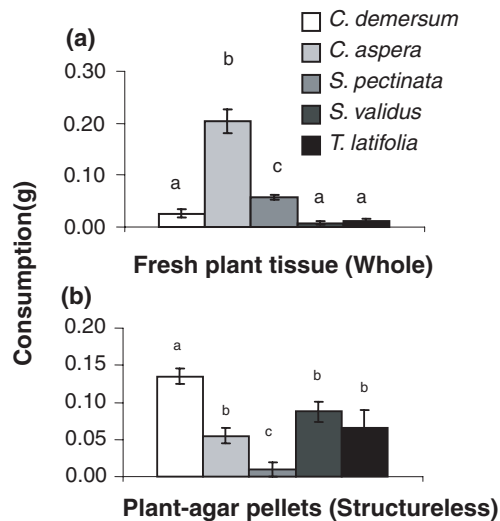 (a)
C. demersum
C. aspera
S. pectinata
S. validus
T. latifolia
0.30
0.20
0.10
0.00
a
b
c
a
a
Fresh plant tissue (Whole)
Consumption(g)
(b)
0.20
0.15
0.10
0.05
0.00
a
b
c
b
b
Plant-agar pellets (Structureless)